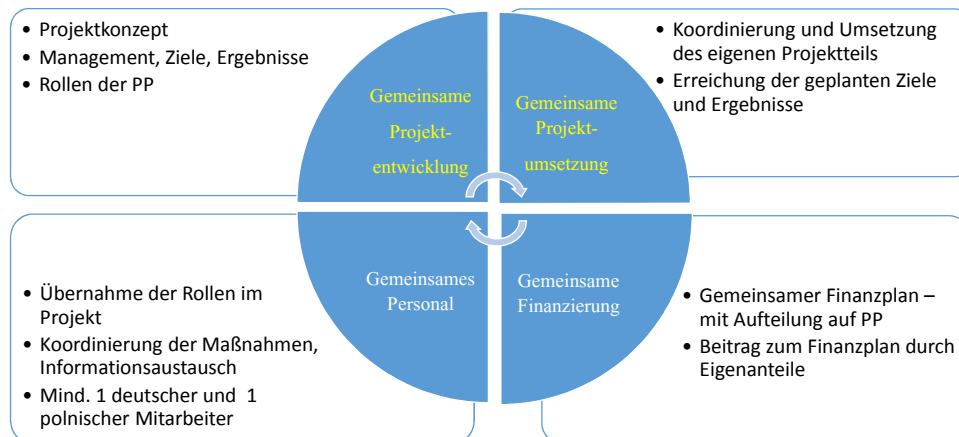 • Projektkonzept
• Management, Ziele, Ergebnisse
• Rollen der PP
Gemeinsame
Projekt-
entwicklung
Gemeinsame
Projekt-
umsetzung
• Koordinierung und Umsetzung
des eigenen Projektteils
• Erreichung der geplanten Ziele
und Ergebnisse
• Übernahme der Rollen im
Projekt
• Koordinierung der Maßnahmen,
Informationsaustausch
• Mind. 1 deutscher und 1
polnischer Mitarbeiter
Gemeinsames
Personal
Gemeinsame
Finanzierung
• Gemeinsamer Finanzplan –
mit Aufteilung auf PP
• Beitrag zum Finanzplan durch
Eigenanteile